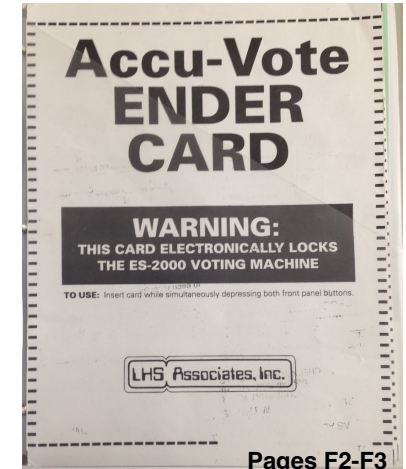 Accu-Vote
ENDER
CARD
WARNING:
THIS CARD ELECTRONICALLY LOCKS
THE ES-2000 VOTING MACHINE
TO USE: Insert card while simultaneously depressing both front panel buttons.
LHS Associates, Inc.
Pages F2-F3